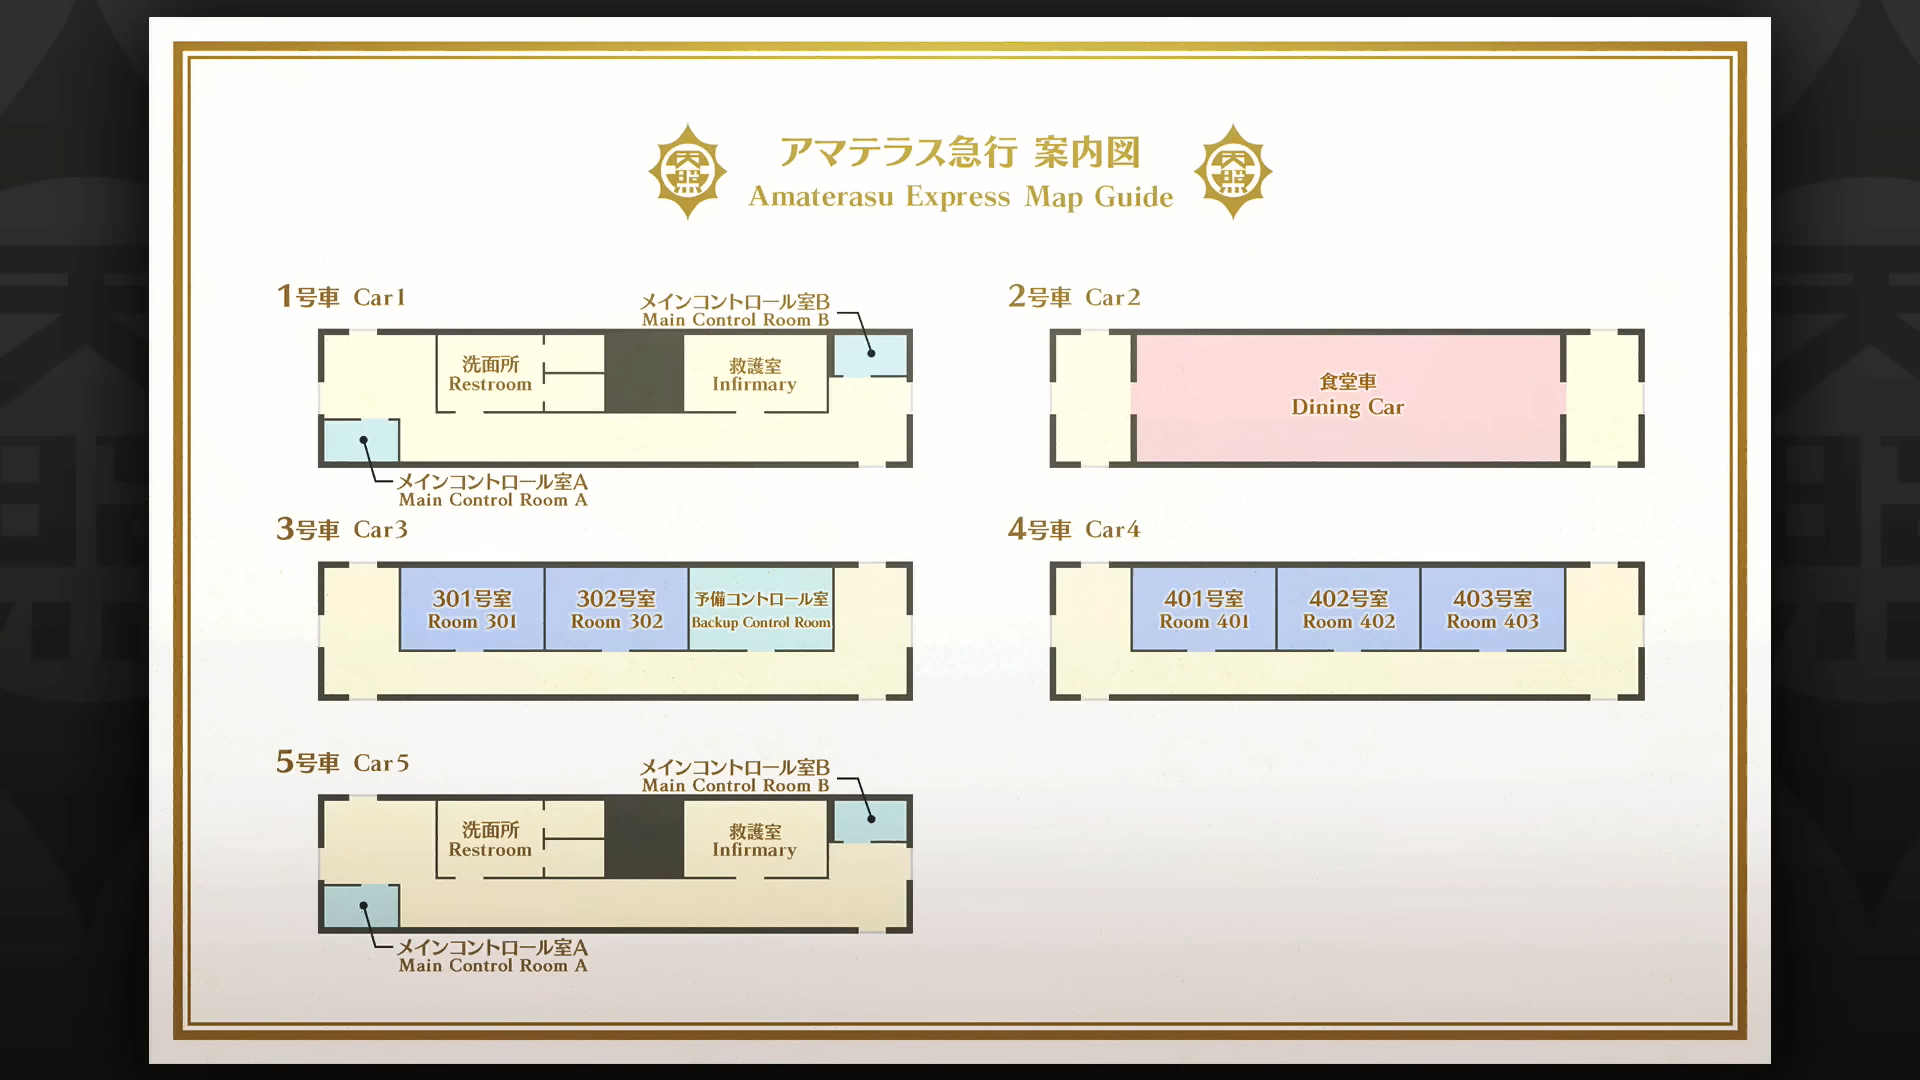 アマテラス急行 案内図
Amaterasu Express Map Guide
天照
天照
1号車 Car1
メインコントロール室B
Main Control Room B
洗面所
Restroom
救護室
Infirmary
メインコントロール室A
Main Control Room A
2号車 Car2
食堂車
Dining Car
3号車 Car3
301号室
Room 301
302号室
Room 302
予備コントロール室
Backup Control Room
4号車 Car4
401号室
Room 401
402号室
Room 402
403号室
Room 403
5号車 Car5
メインコントロール室B
Main Control Room B
洗面所
Restroom
救護室
Infirmary
メインコントロール室A
Main Control Room A